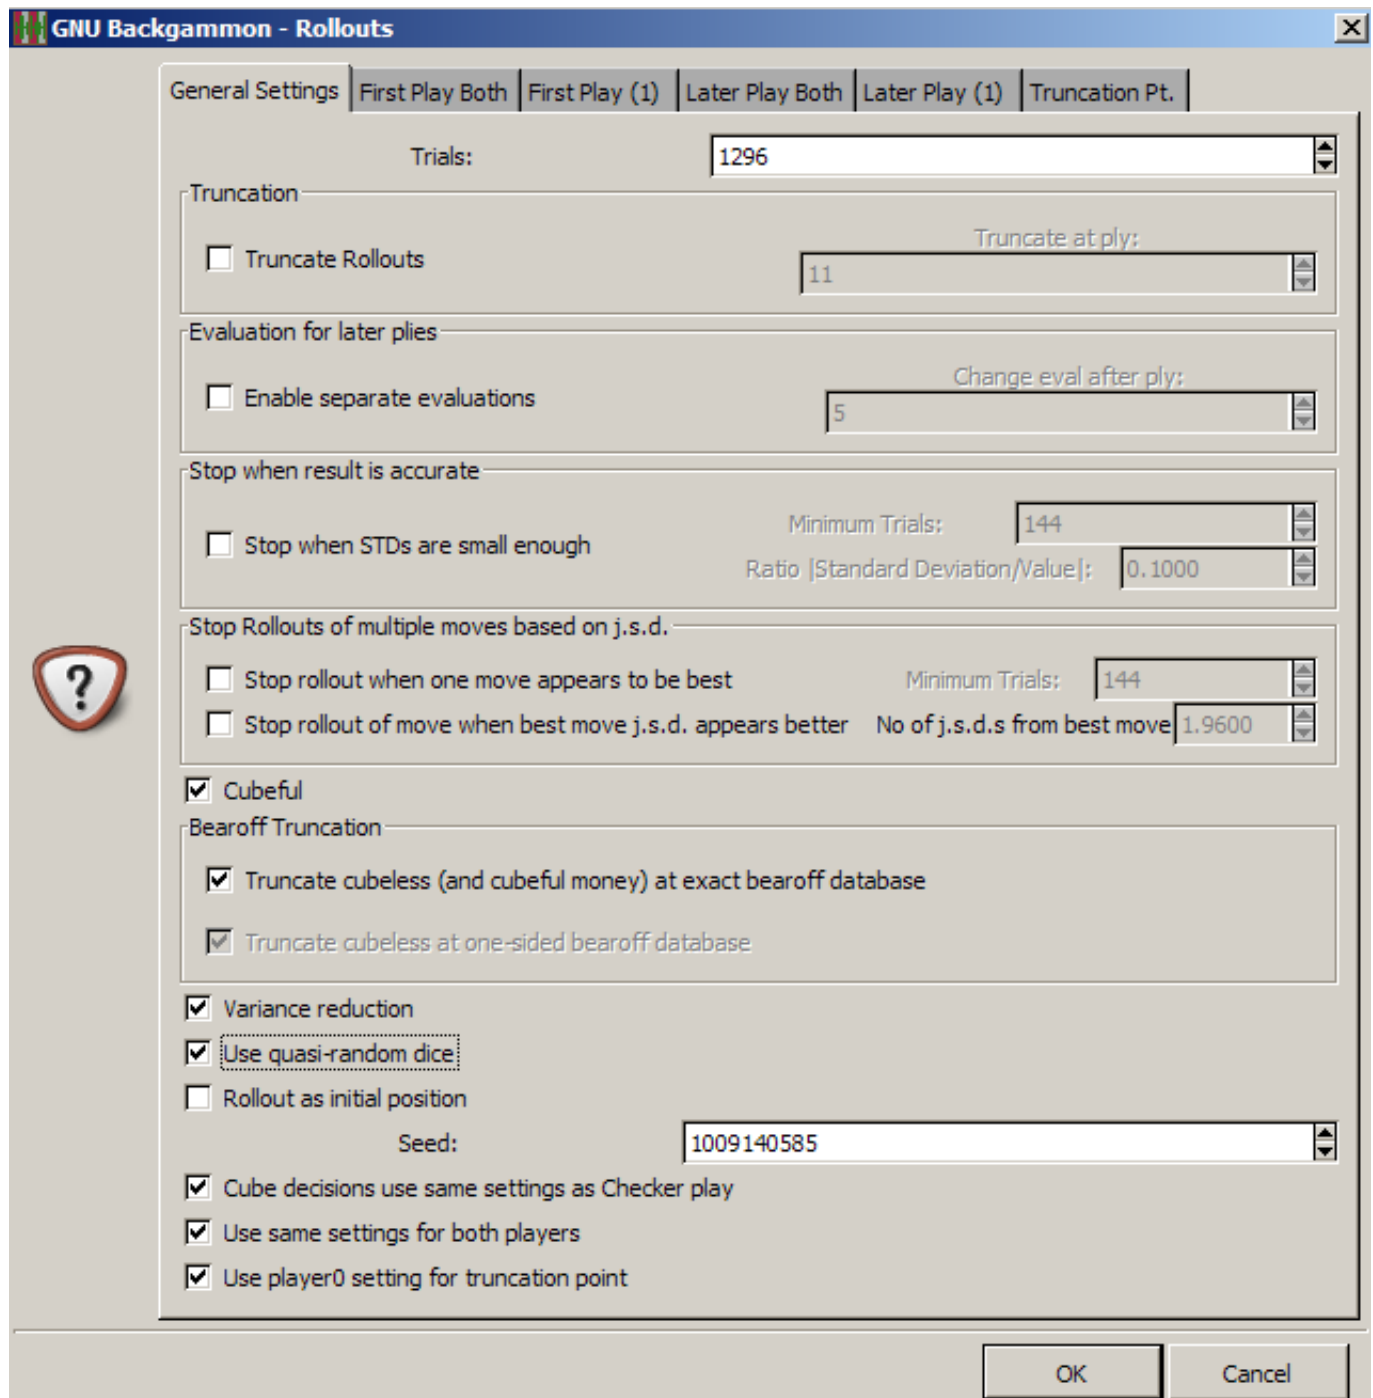 GNU Backgammon - Rollouts
General Settings First Play Both First Play (1) Later Play Both Later Play (1) Truncation Pt.
Trials: 1296
Truncation
Truncate at ply:
Truncate Rollouts 11
Evaluation for later plies
Change eval after ply:
Enable separate evaluations 5
Stop when result is accurate
Minimum Trials: 144
Stop when STDs are small enough
Ratio |Standard Deviation/Value|: 0.1000
Stop Rollouts of multiple moves based on j.s.d.
Stop rollout when one move appears to be best Minimum Trials: 144
Stop rollout of move when best move j.s.d. appears better No of j.s.d.s from best move 1.9600
Cubeful
Bearoff Truncation
Truncate cubeless (and cubeful money) at exact bearoff database
Truncate cubeless at one-sided bearoff database
Variance reduction
Use quasi-random dice
Rollout as initial position
Seed: 1009140585
Cube decisions use same settings as Checker play
Use same settings for both players
Use player0 setting for truncation point
OK Cancel